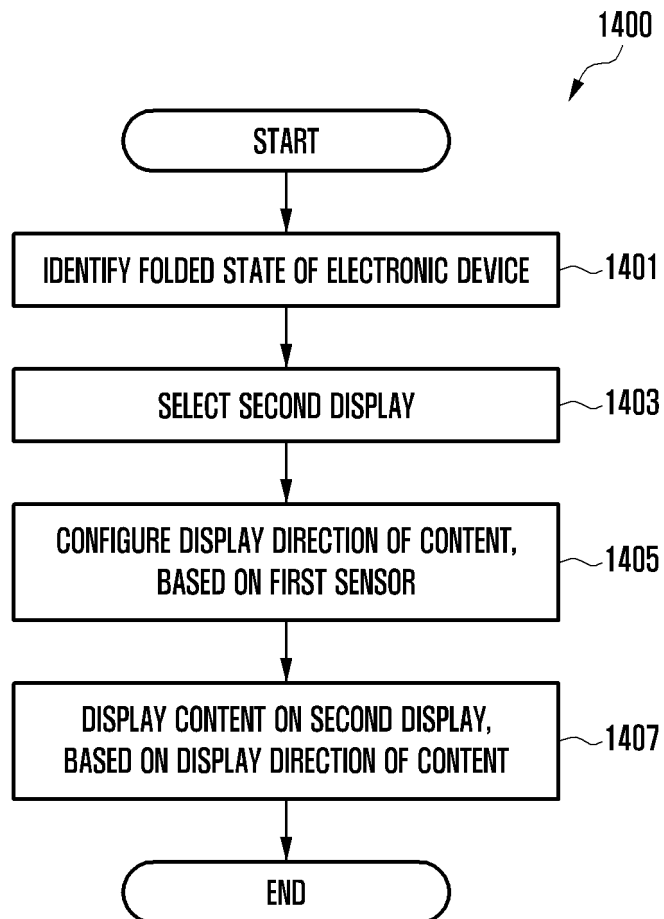 1400
START
IDENTIFY FOLDED STATE OF ELECTRONIC DEVICE
1401
SELECT SECOND DISPLAY
1403
CONFIGURE DISPLAY DIRECTION OF CONTENT,
BASED ON FIRST SENSOR
1405
DISPLAY CONTENT ON SECOND DISPLAY,
BASED ON DISPLAY DIRECTION OF CONTENT
1407
END